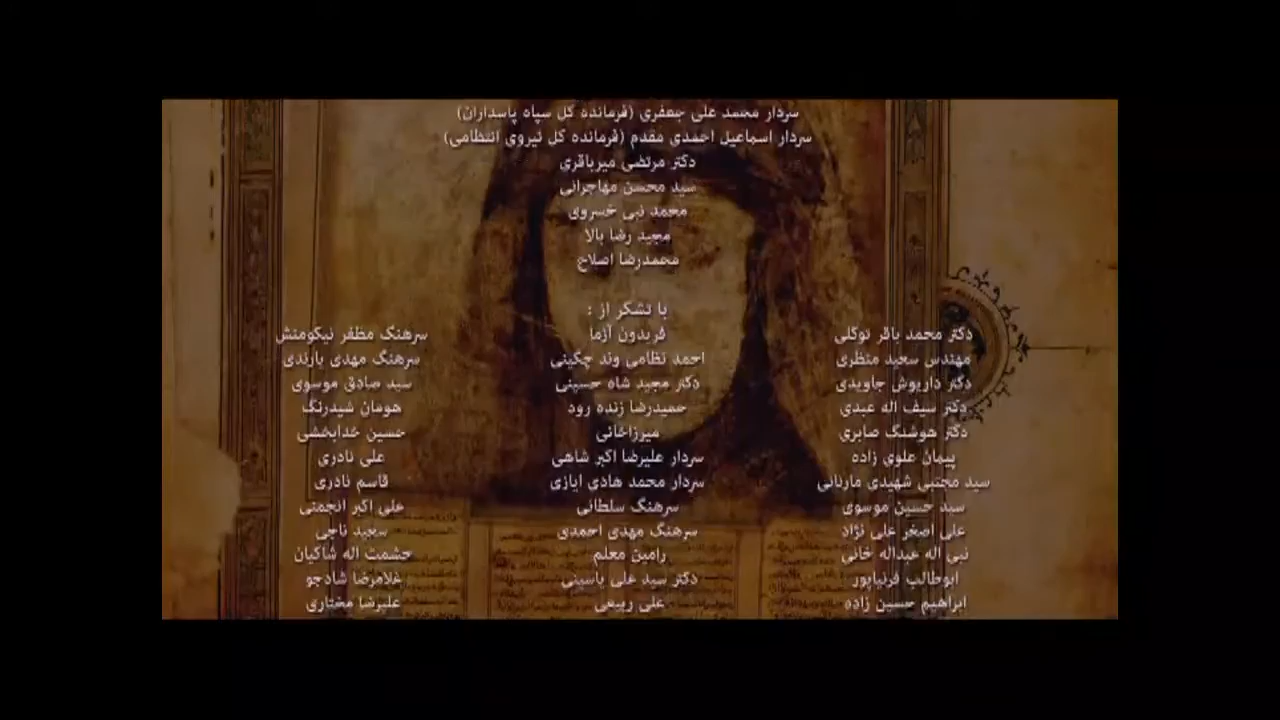 سردار محمد علی جعفری (فرمانده کل سپاه پاسداران)
سردار اسماعیل احمدی مقدم (فرمانده کل نیروی انتظامی)
دکتر مرتضی میرباقری
سید محسن مهاجرانی
محمد نبی خسروی
مجید رضا بالا
محمدرضا اصلاح
با تشکر از :
دکتر محمد باقر توکلی فریدون آزما سرهنگ مظفر نیکومنش
مهندس سعید منظری احمد نظامی وند چگینی سرهنگ مهدی یارندی
دکتر داریوش جاویدی دکتر مجید شاه حسینی سید صادق موسوی
دکتر سیف اله عبدی حمیدرضا زنده رود هومان شیدرنگ
دکتر هوشنگ صابری میرزاخانی حسین خدابخشی
پیمان علوی زاده سردار علیرضا اکبر شاهی علی نادری
سید مجتبی شهیدی مارنانی سردار محمد هادی ایازی قاسم نادری
سید حسین موسوی سرهنگ سلطانی علی اکبر انجمنی
علی اصغر علی نژاد سرهنگ مهدی احمدی سعید ناجی
نبی اله عبداله خانی رامین معلم حشمت اله شاکیان
ابوطالب فرنیاپور دکتر سید علی یاسینی غلامرضا شادجو
ابراهیم حسین زاده علی ربیعی علیرضا مختاری